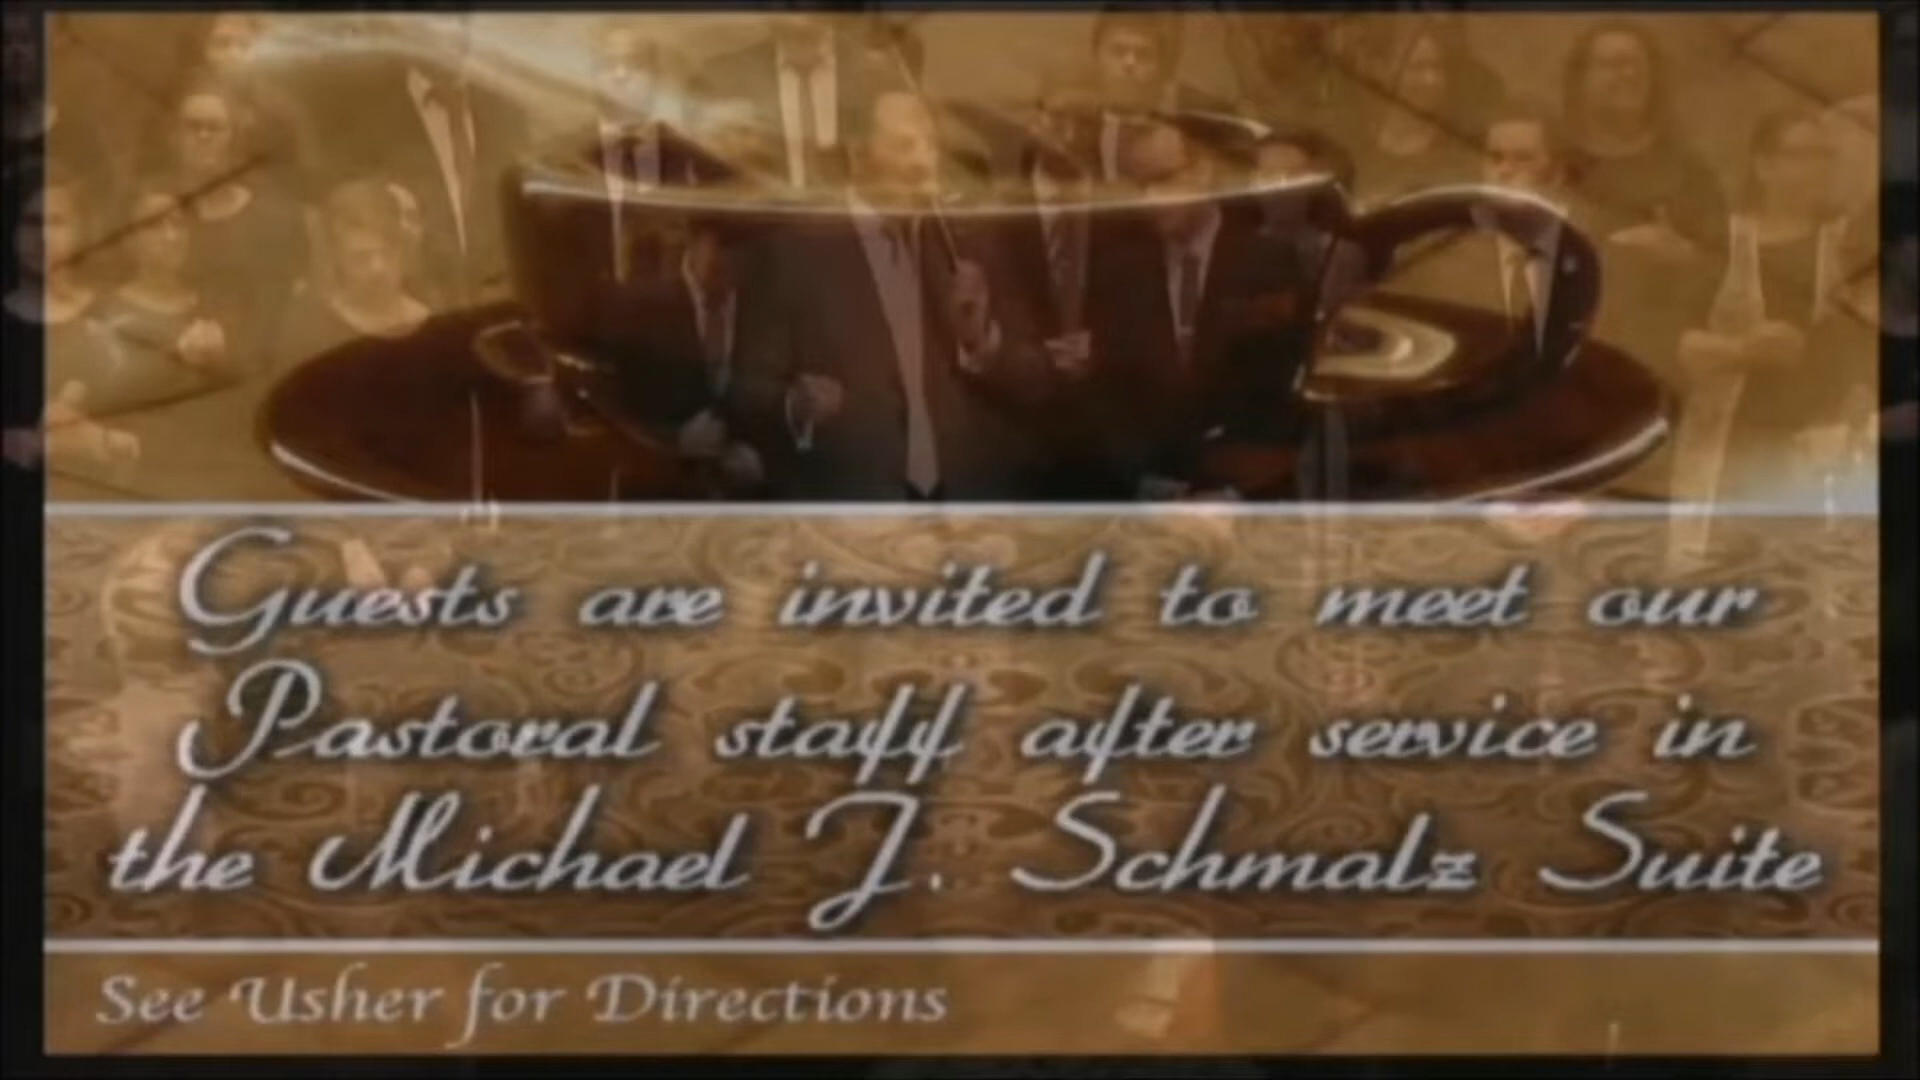 Guests are invited to meet our
Pastoral staff after service in
the Michael J. Schmalz Suite
See Usher for Directions